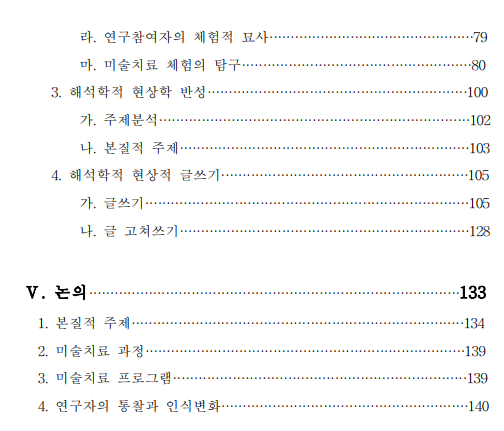 라. 연구참여자의 체험적 묘사······························79
마. 미술치료 체험의 탐구······························80
3. 해석학적 현상학 반성······························100
가. 주제분석······························102
나. 본질적 주제······························103
4. 해석학적 현상적 글쓰기······························105
가. 글쓰기······························105
나. 글 고쳐쓰기······························128
Ⅴ. 논의······························133
1. 본질적 주제······························134
2. 미술치료 과정······························139
3. 미술치료 프로그램······························139
4. 연구자의 통찰과 인식변화······························140